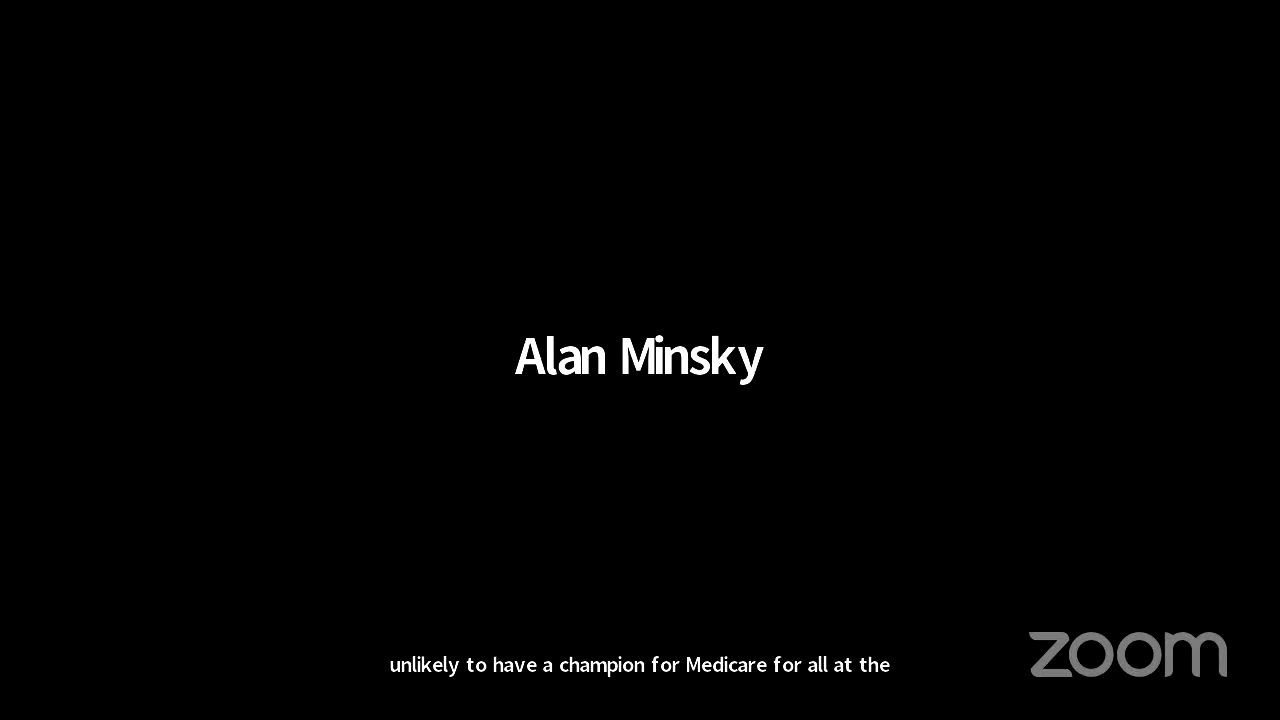 Alan Minsky
unlikely to have a champion for Medicare for all at the
zoom